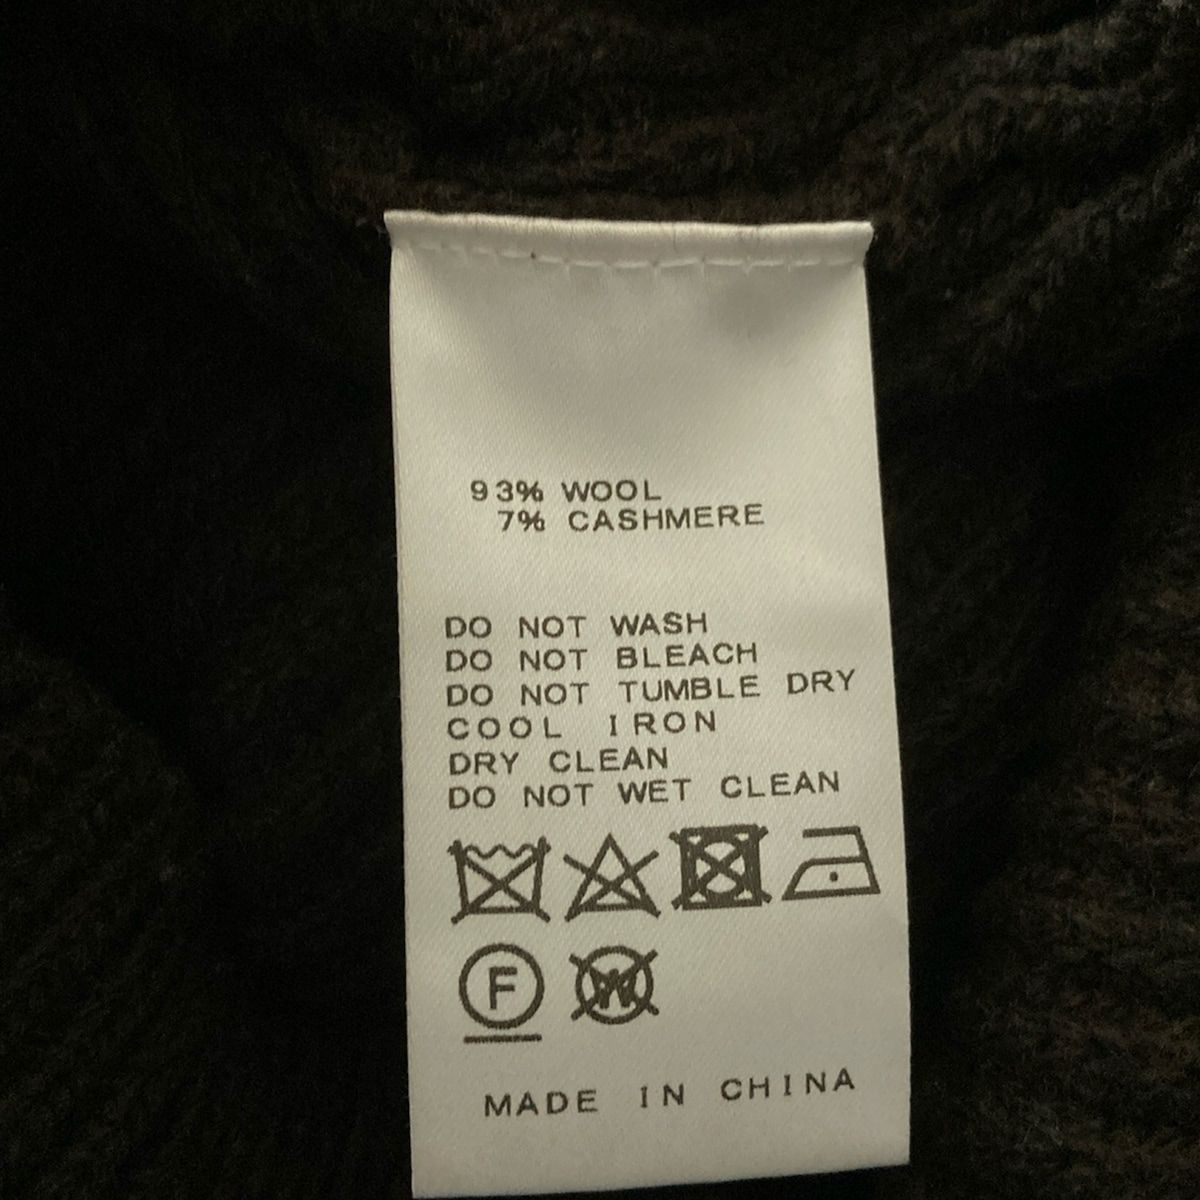 93% WOOL
7% CASHMERE
DO NOT WASH
DO NOT BLEACH
DO NOT TUMBLE DRY
COOL IRON
DRY CLEAN
DO NOT WET CLEAN
F W
MADE IN CHINA